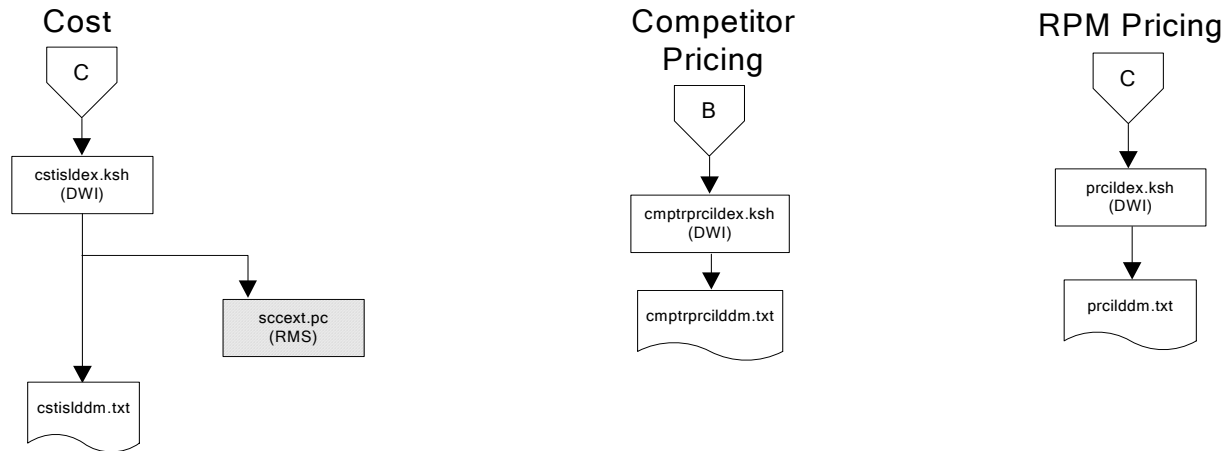 Cost
C
cstisldex.ksh
(DWI)
sccext.pc
(RMS)
cstislddm.txt
Competitor
Pricing
B
cmptrprcildex.ksh
(DWI)
cmptrprcilddm.txt
RPM Pricing
C
prcildex.ksh
(DWI)
prcilddm.txt